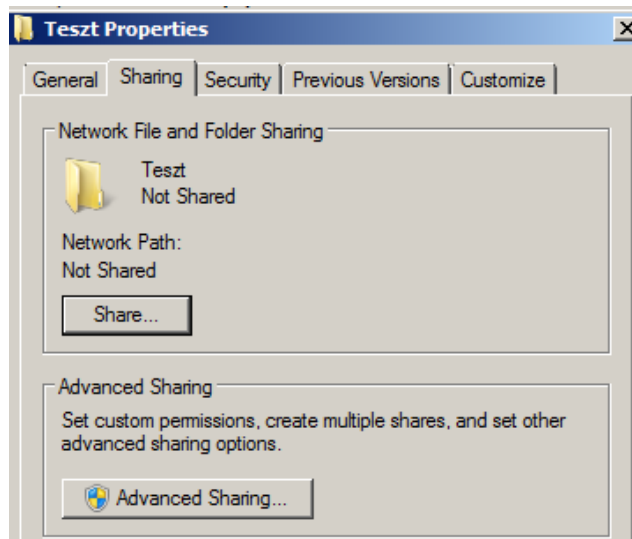 Teszt Properties
General Sharing Security Previous Versions Customize
Network File and Folder Sharing
Teszt
Not Shared
Network Path:
Not Shared
Share...
Advanced Sharing
Set custom permissions, create multiple shares, and set other
advanced sharing options.
Advanced Sharing...